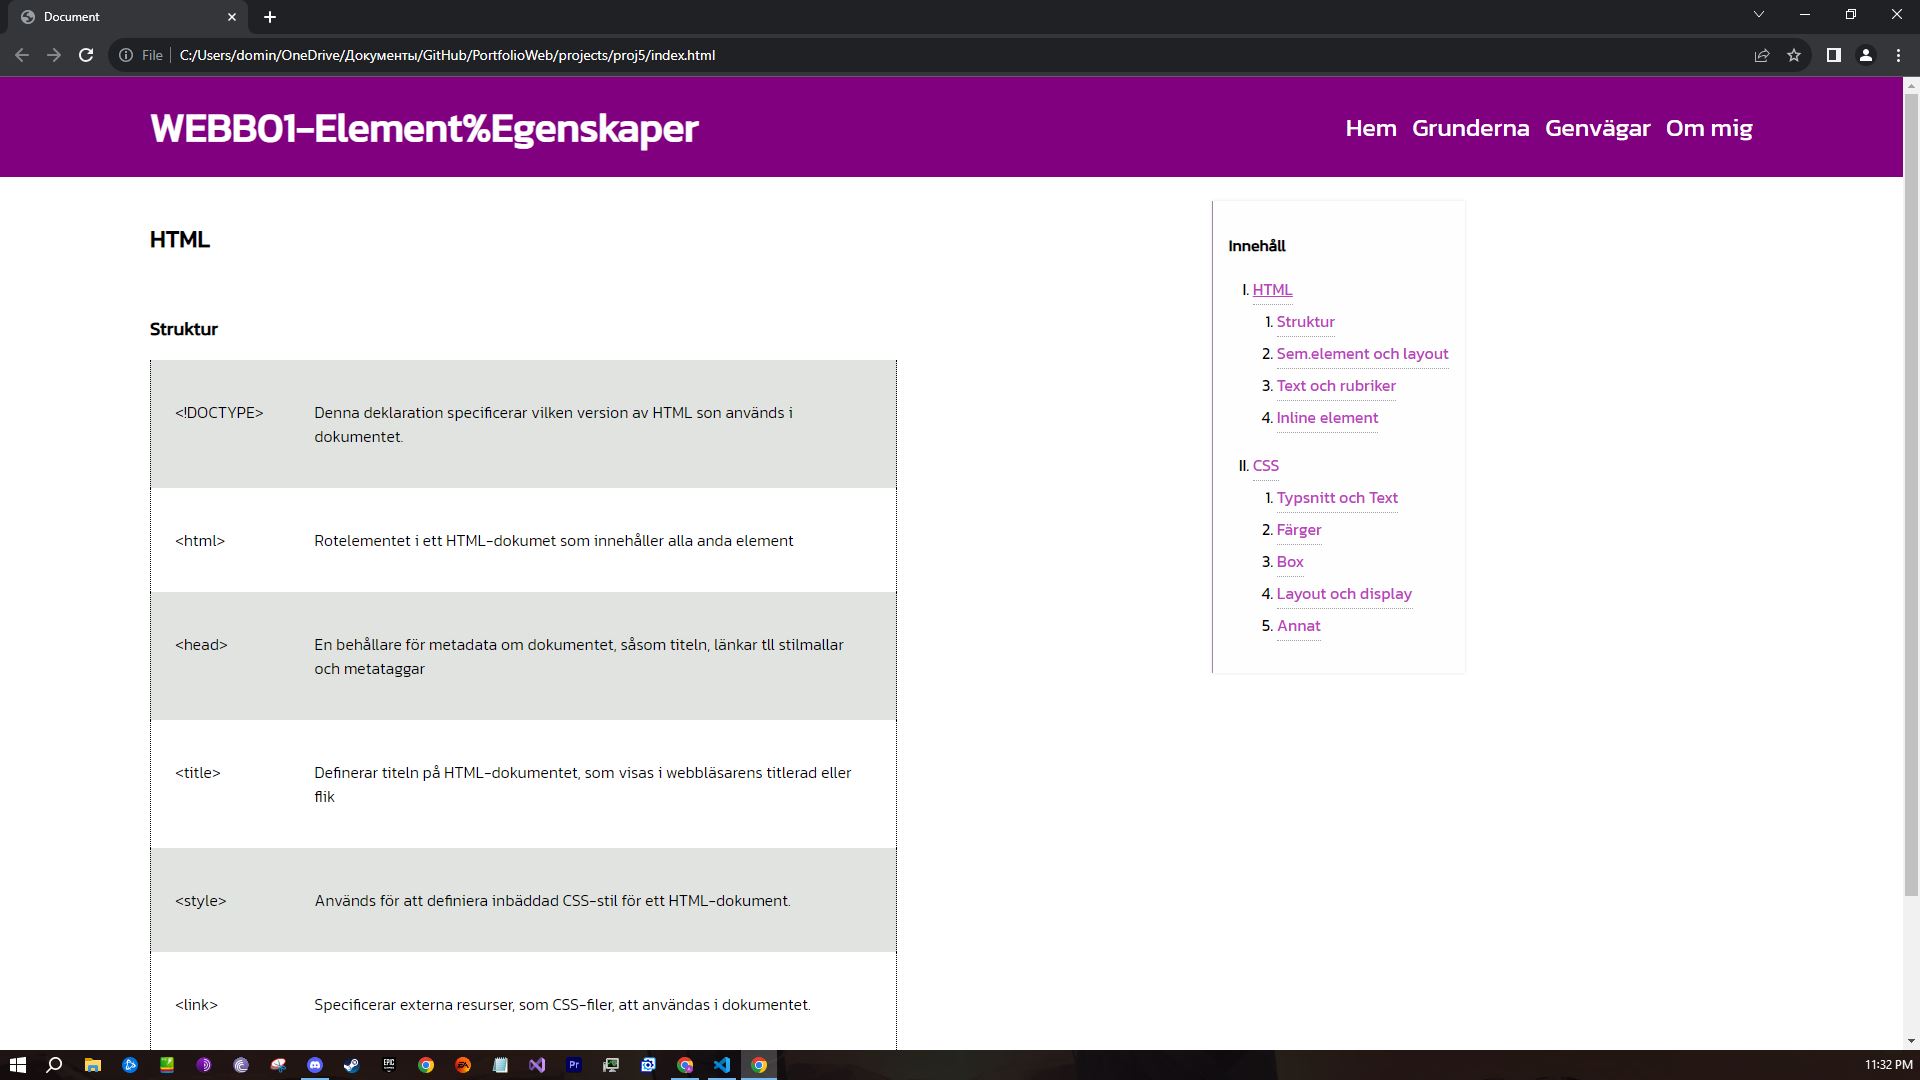 Document
File
C:/Users/domin/OneDrive/Документы/GitHub/PortfolioWeb/projects/proj5/index.html
WEBB01-Element%Egenskaper
Hem Grunderna Genvägar Om mig
HTML
Struktur
<!DOCTYPE>
Denna deklaration specificerar vilken version av HTML son används i
dokumentet.
<html>
Rotelementet i ett HTML-dokumet som innehåller alla anda element
<head>
En behållare för metadata om dokumentet, såsom titeln, länkar tll stilmallar
och metataggar
<title>
Definerar titeln på HTML-dokumentet, som visas i webbläsarens titlerad eller
flik
<style>
Används för att definiera inbäddad CSS-stil för ett HTML-dokument.
<link>
Specificerar externa resurser, som CSS-filer, att användas i dokumentet.
Innehåll
I. HTML
1. Struktur
2. Sem.element och layout
3. Text och rubriker
4. Inline element
II. CSS
1. Typsnitt och Text
2. Färger
3. Box
4. Layout och display
5. Annat
EPIC
EA
Pr
11:32 PM